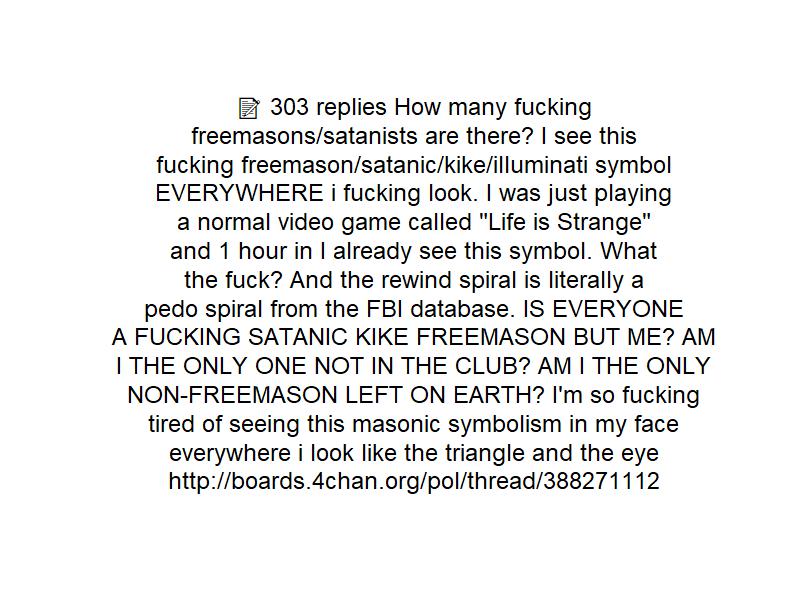 📝 303 replies How many fucking
freemasons/satanists are there? I see this
fucking freemason/satanic/kike/illuminati symbol
EVERYWHERE i fucking look. I was just playing
a normal video game called "Life is Strange"
and 1 hour in I already see this symbol. What
the fuck? And the rewind spiral is literally a
pedo spiral from the FBI database. IS EVERYONE
A FUCKING SATANIC KIKE FREEMASON BUT ME? AM
I THE ONLY ONE NOT IN THE CLUB? AM I THE ONLY
NON-FREEMASON LEFT ON EARTH? I'm so fucking
tired of seeing this masonic symbolism in my face
everywhere i look like the triangle and the eye
http://boards.4chan.org/pol/thread/388271112